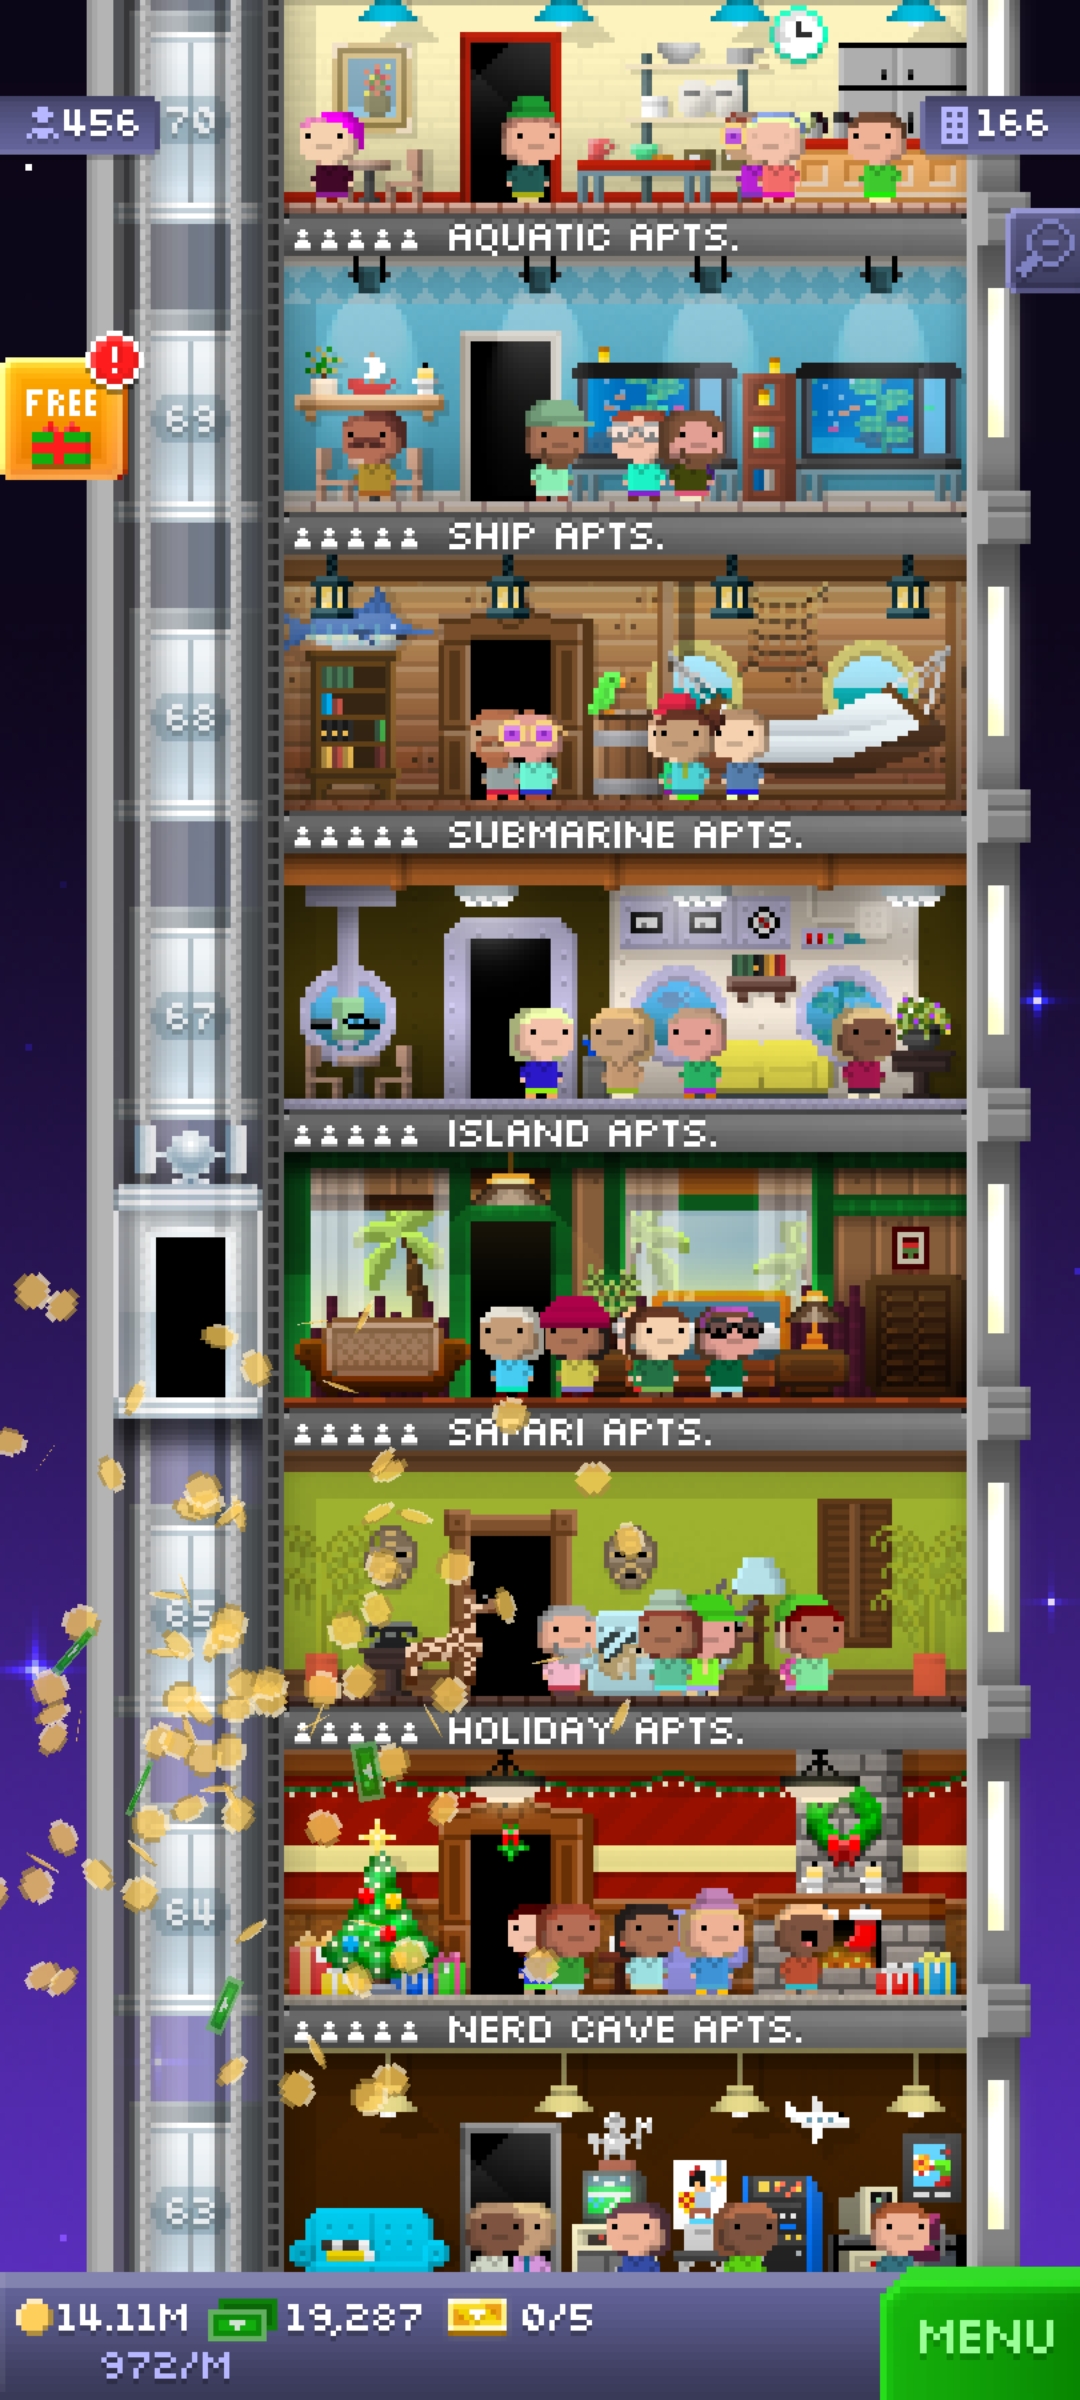 456
70
166
AQUATIC APTS.
FREE
!
69
SHIP APTS.
68
SUBMARINE APTS.
67
ISLAND APTS.
SAFARI APTS.
65
HOLIDAY APTS.
64
NERD CAVE APTS.
63
14.11M
19,287
0/5
972/M
MENU